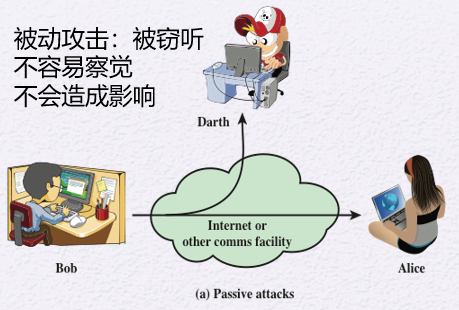 被动攻击：被窃听
不容易察觉
不会造成影响
Darth
Internet or
other comms facility
Bob
Alice
(a) Passive attacks